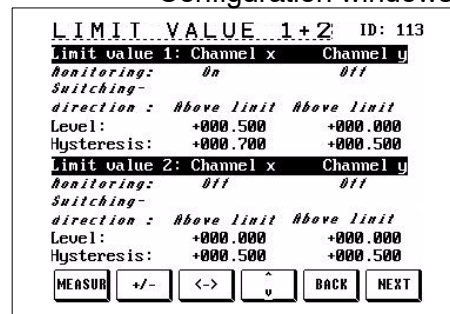 Configuration windows
LIMIT VALUE 1+2 ID: 113
Limit value 1: Channel x Channel y
Monitoring: On Off
Switching-
direction : Above limit Above limit
Level: +000.500 +000.000
Hysteresis: +000.700 +000.500
Limit value 2: Channel x Channel y
Monitoring: Off Off
Switching-
direction : Above limit Above limit
Level: +000.500 +000.000
Hysteresis: +000.500 +000.500
MEASUR +/- <-> ^ v BACK NEXT